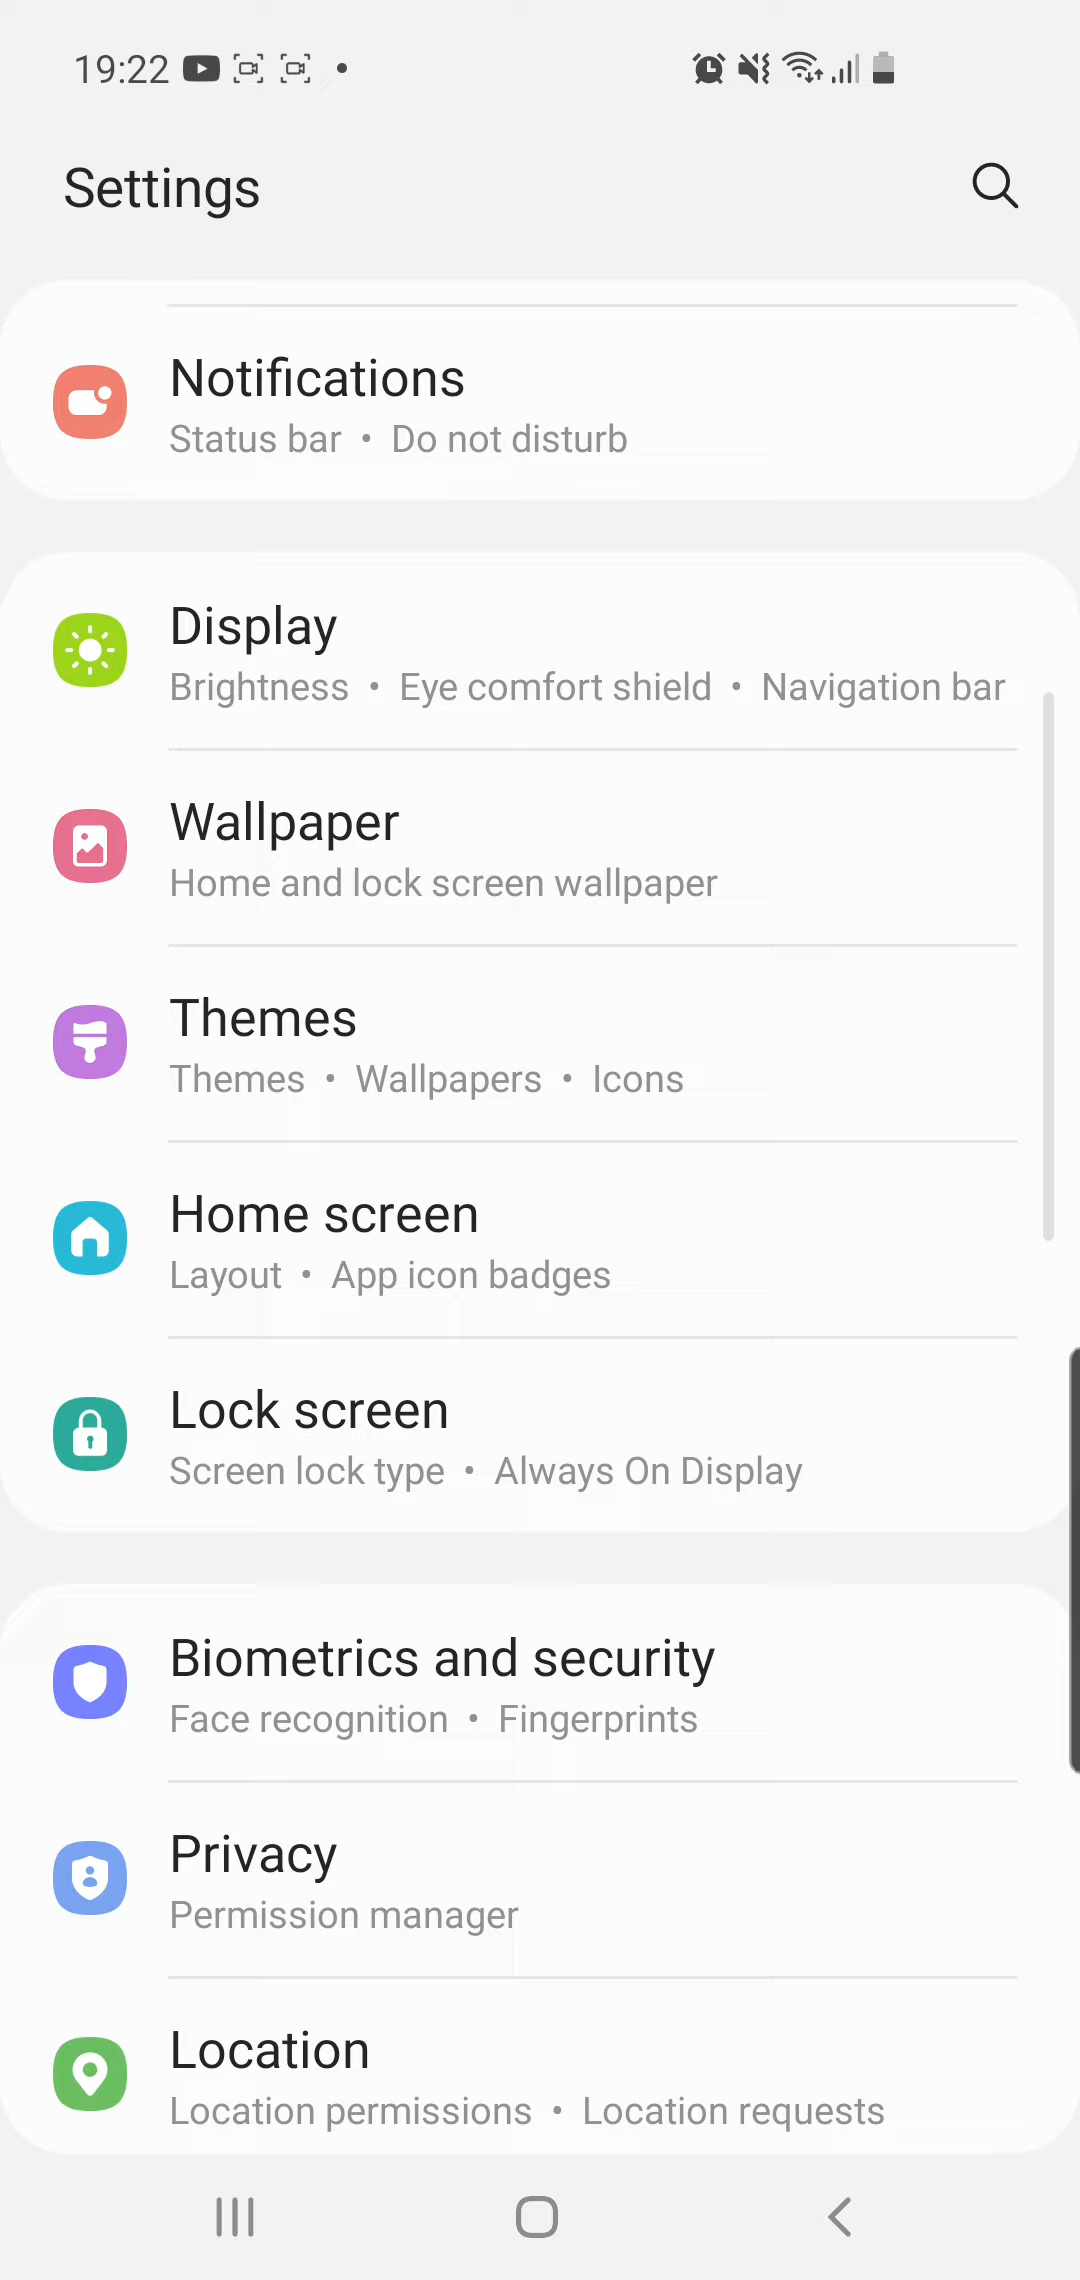 19:22
Settings
Notifications
Status bar • Do not disturb
Display
Brightness • Eye comfort shield • Navigation bar
Wallpaper
Home and lock screen wallpaper
Themes
Themes • Wallpapers • Icons
Home screen
Layout • App icon badges
Lock screen
Screen lock type • Always On Display
Biometrics and security
Face recognition • Fingerprints
Privacy
Permission manager
Location
Location permissions • Location requests